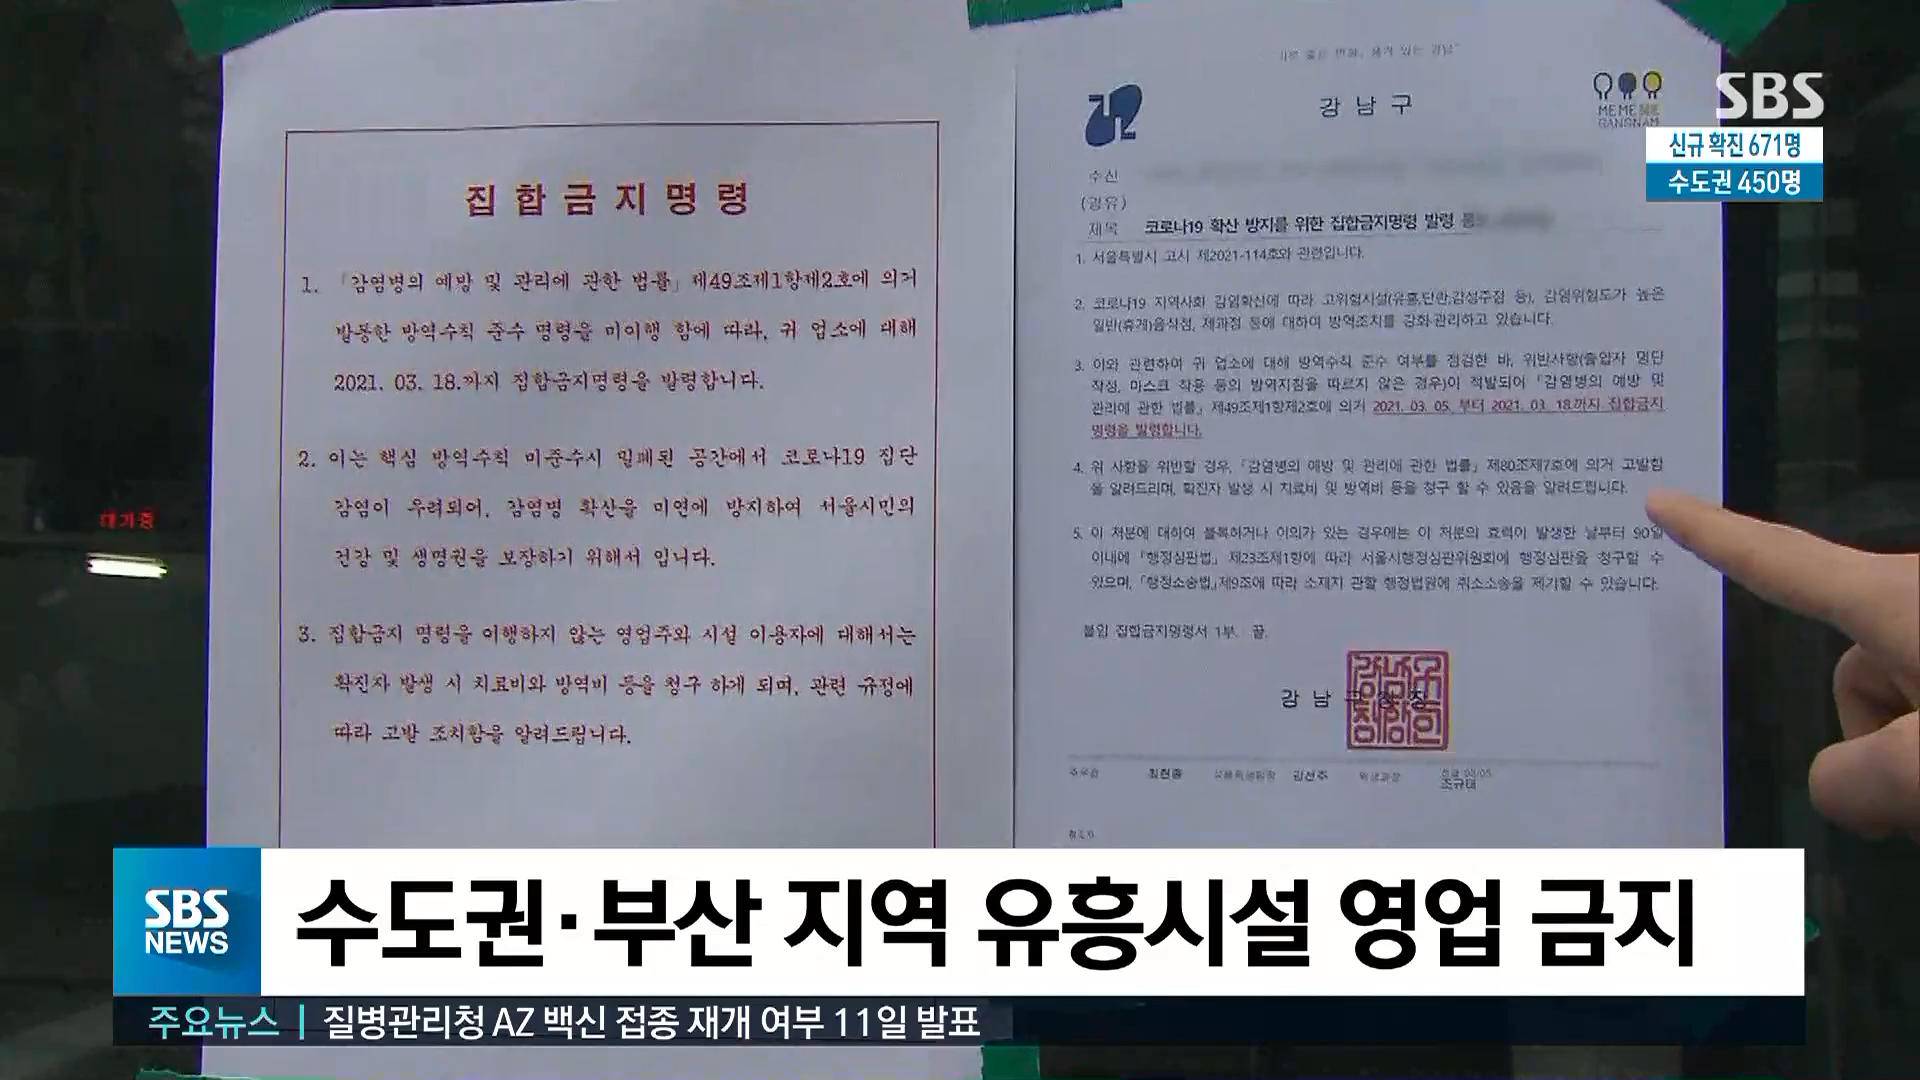 집합금지명령
1. 「감염병의 예방 및 관리에 관한 법률」제49조제1항제2호에 의거
발동한 방역수칙 준수 명령을 미이행 함에 따라, 귀 업소에 대해
2021. 03. 18.까지 집합금지명령을 발령합니다.
2. 이는 핵심 방역수칙 미준수시 밀폐된 공간에서 코로나19 집단
감염이 우려되어, 감염병 확산을 미연에 방지하여 서울시민의
건강 및 생명권을 보장하기 위해서 입니다.
3. 집합금지 명령을 이행하지 않는 영업주와 시설 이용자에 대해서는
확진자 발생 시 치료비와 방역비 등을 청구 하게 되며, 관련 규정에
따라 고발 조치함을 알려드립니다.
강남구
ME ME WE
GANGNAM
수신
(경유)
제목 코로나19 확산 방지를 위한 집합금지명령 발령
1. 서울특별시 고시 제2021-114호와 관련입니다.
2. 코로나19 지역사회 감염확산에 따라 고위험시설(유흥,단란,감성주점 등), 감염위험도가 높은
일반(휴게)음식점, 제과점 등에 대하여 방역조치를 강화·관리하고 있습니다.
3. 이와 관련하여 귀 업소에 대해 방역수칙 준수 여부를 점검한 바, 위반사항(출입자 명단
작성, 마스크 착용 등의 방역지침을 따르지 않은 경우)이 적발되어 「감염병의 예방 및
관리에 관한 법률」 제49조제1항제2호에 의거 2021. 03. 05. 부터 2021. 03. 18.까지 집합금지
명령을 발령합니다.
4. 위 사항을 위반할 경우, 「감염병의 예방 및 관리에 관한 법률」 제80조제7호에 의거 고발함
을 알려드리며, 확진자 발생 시 치료비 및 방역비 등을 청구 할 수 있음을 알려드립니다.
5. 이 처분에 대하여 불복하거나 이의가 있는 경우에는 이 처분의 효력이 발생한 날부터 90일
이내에 「행정심판법」 제23조제1항에 따라 서울시행정심판위원회에 행정심판을 청구할 수
있으며, 「행정소송법」제9조에 따라 소재지 관할 행정법원에 취소소송을 제기할 수 있습니다.
붙임 집합금지명령서 1부. 끝.
강남구청장
대기중
SBS
신규 확진 671명
수도권 450명
SBS NEWS
수도권·부산 지역 유흥시설 영업 금지
주요뉴스 | 질병관리청 AZ 백신 접종 재개 여부 11일 발표